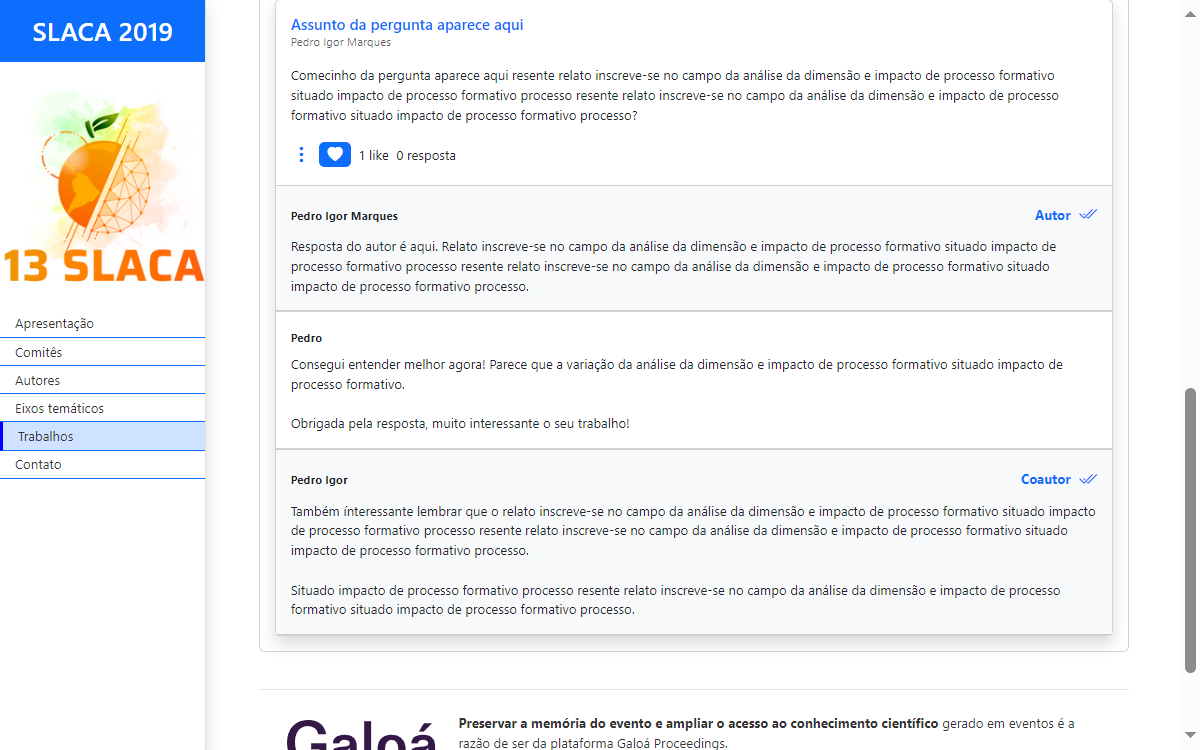 SLACA 2019
13 SLACA
Apresentação
Comitês
Autores
Eixos temáticos
Trabalhos
Contato
Assunto da pergunta aparece aqui
Pedro Igor Marques
Comecinho da pergunta aparece aqui resente relato inscreve-se no campo da análise da dimensão e impacto de processo formativo
situado impacto de processo formativo processo resente relato inscreve-se no campo da análise da dimensão e impacto de processo
formativo situado impacto de processo formativo processo?
1 like 0 resposta
Pedro Igor Marques
Autor
Resposta do autor é aqui. Relato inscreve-se no campo da análise da dimensão e impacto de processo formativo situado impacto de
processo formativo processo resente relato inscreve-se no campo da análise da dimensão e impacto de processo formativo situado
impacto de processo formativo processo.
Pedro
Consegui entender melhor agora! Parece que a variação da análise da dimensão e impacto de processo formativo situado impacto de
processo formativo.
Obrigada pela resposta, muito interessante o seu trabalho!
Pedro Igor
Coautor
Também ínteressante lembrar que o relato inscreve-se no campo da análise da dimensão e impacto de processo formativo situado impacto
de processo formativo processo resente relato inscreve-se no campo da análise da dimensão e impacto de processo formativo situado
impacto de processo formativo processo.
Situado impacto de processo formativo processo resente relato inscreve-se no campo da análise da dimensão e impacto de processo
formativo situado impacto de processo formativo processo.
Galoá
Preservar a memória do evento e ampliar o acesso ao conhecimento científico gerado em eventos é a
razão de ser da plataforma Galoá Proceedings.